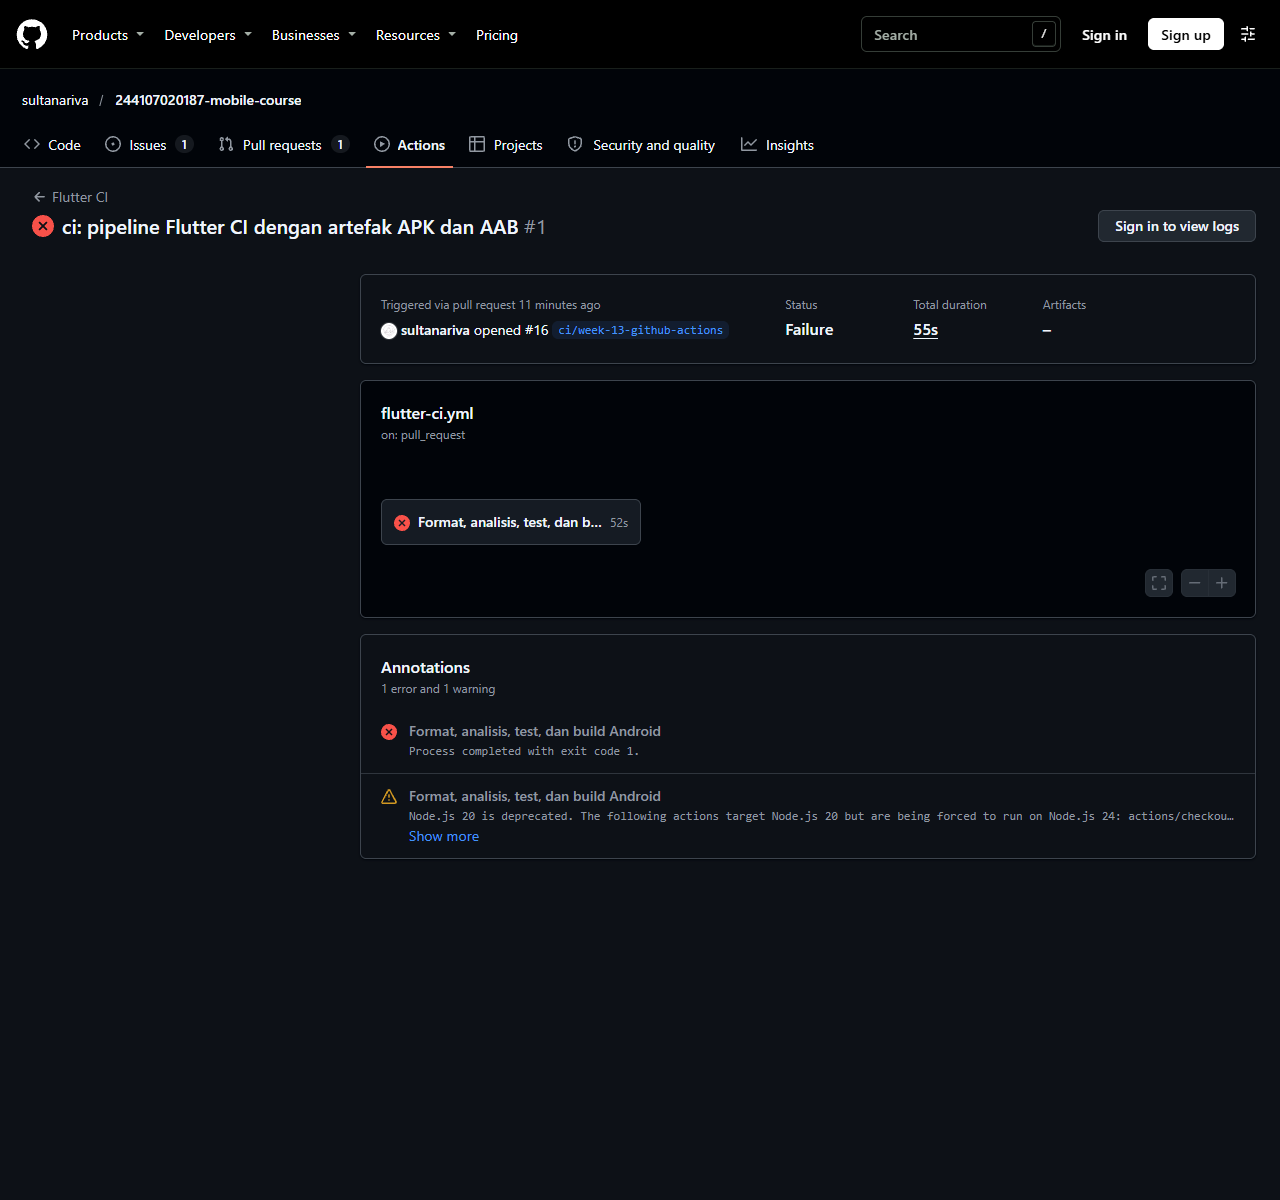 Products
Developers
Businesses
Resources
Pricing
Search
/
Sign in
Sign up
sultanariva / 244107020187-mobile-course
Code
Issues 1
Pull requests 1
Actions
Projects
Security and quality
Insights
Flutter CI
ci: pipeline Flutter CI dengan artefak APK dan AAB #1
Sign in to view logs
Triggered via pull request 11 minutes ago
sultanariva opened #16 ci/week-13-github-actions
Status
Failure
Total duration
55s
Artifacts
–
flutter-ci.yml
on: pull_request
Format, analisis, test, dan b... 52s
Annotations
1 error and 1 warning
Format, analisis, test, dan build Android
Process completed with exit code 1.
Format, analisis, test, dan build Android
Node.js 20 is deprecated. The following actions target Node.js 20 but are being forced to run on Node.js 24: actions/checkou…
Show more